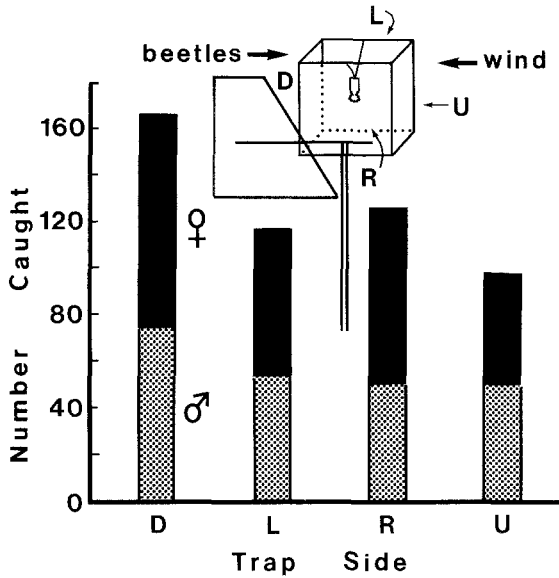 L
beetles
wind
D
U
R
160
120
80
40
0
Number Caught
♀
♂
D L R U
Trap Side